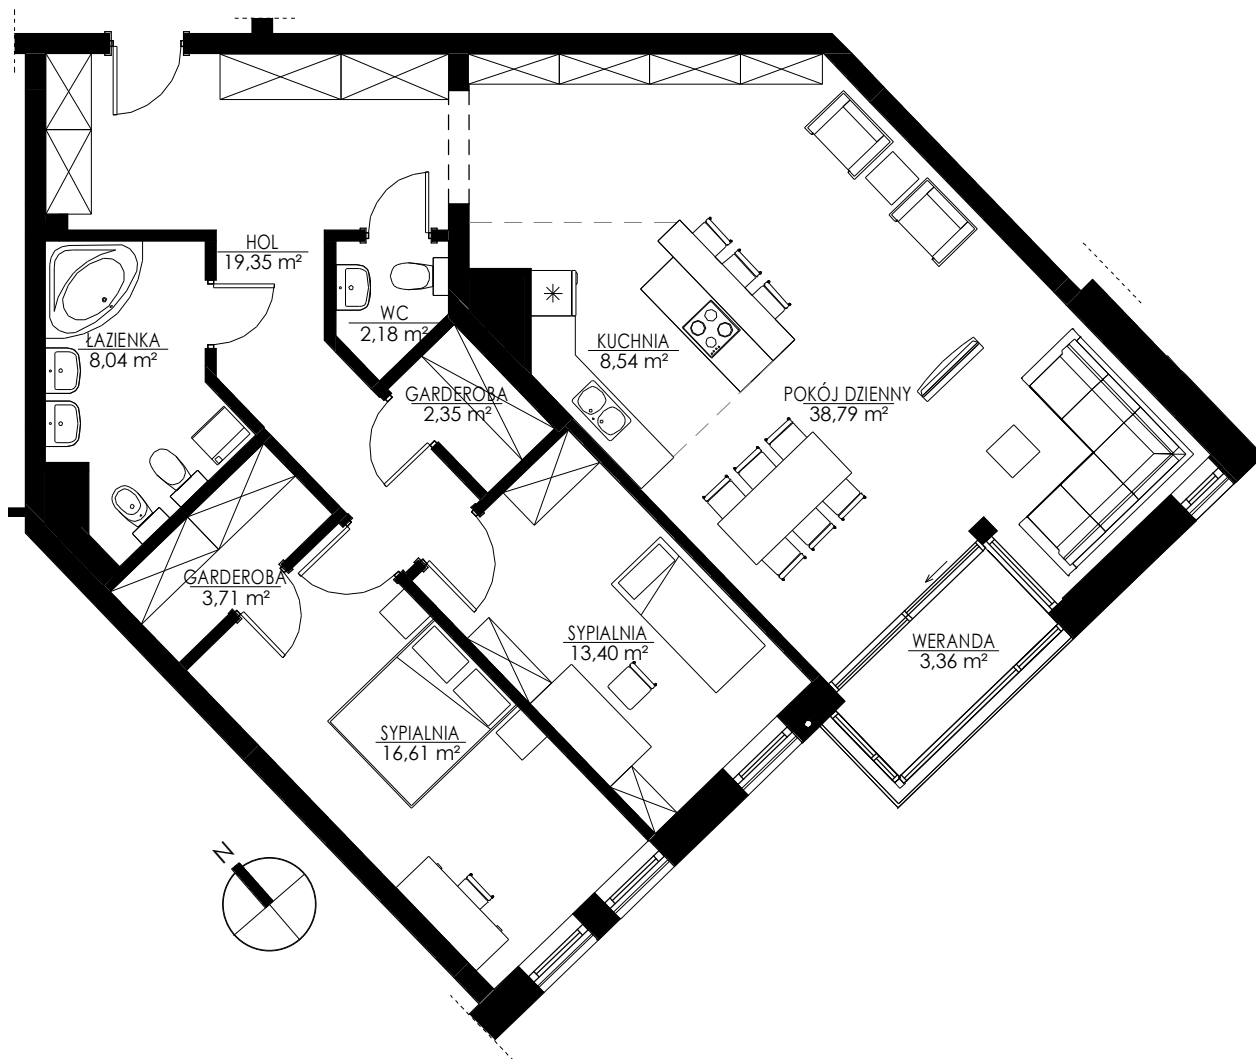 HOL
19,35 m²
WC
2,18 m²
ŁAZIENKA
8,04 m²
KUCHNIA
8,54 m²
GARDEROBA
2,35 m²
POKÓJ DZIENNY
38,79 m²
GARDEROBA
3,71 m²
SYPIALNIA
13,40 m²
WERANDA
3,36 m²
SYPIALNIA
16,61 m²
N